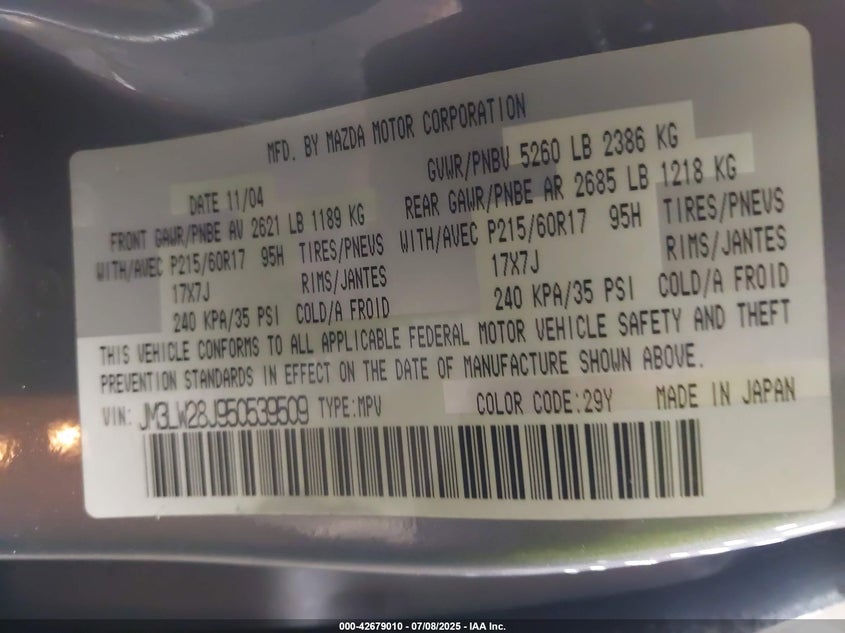 MFD. BY MAZDA MOTOR CORPORATION
DATE 11/04 GVWR/PNBV 5260 LB 2386 KG
FRONT GAWR/PNBE AV 2621 LB 1189 KG REAR GAWR/PNBE AR 2685 LB 1218 KG
WITH/AVEC P215/60R17 95H TIRES/PNEUS WITH/AVEC P215/60R17 95H TIRES/PNEUS
17X7J RIMS/JANTES 17X7J RIMS/JANTES
240 KPA/35 PSI COLD/A FROID 240 KPA/35 PSI COLD/A FROID
THIS VEHICLE CONFORMS TO ALL APPLICABLE FEDERAL MOTOR VEHICLE SAFETY AND THEFT
PREVENTION STANDARDS IN EFFECT ON THE DATE OF MANUFACTURE SHOWN ABOVE.
VIN: JM3LW28J950539509 TYPE:MPV COLOR CODE:29Y MADE IN JAPAN
000-42679010 - 07/08/2025 - IAA Inc.